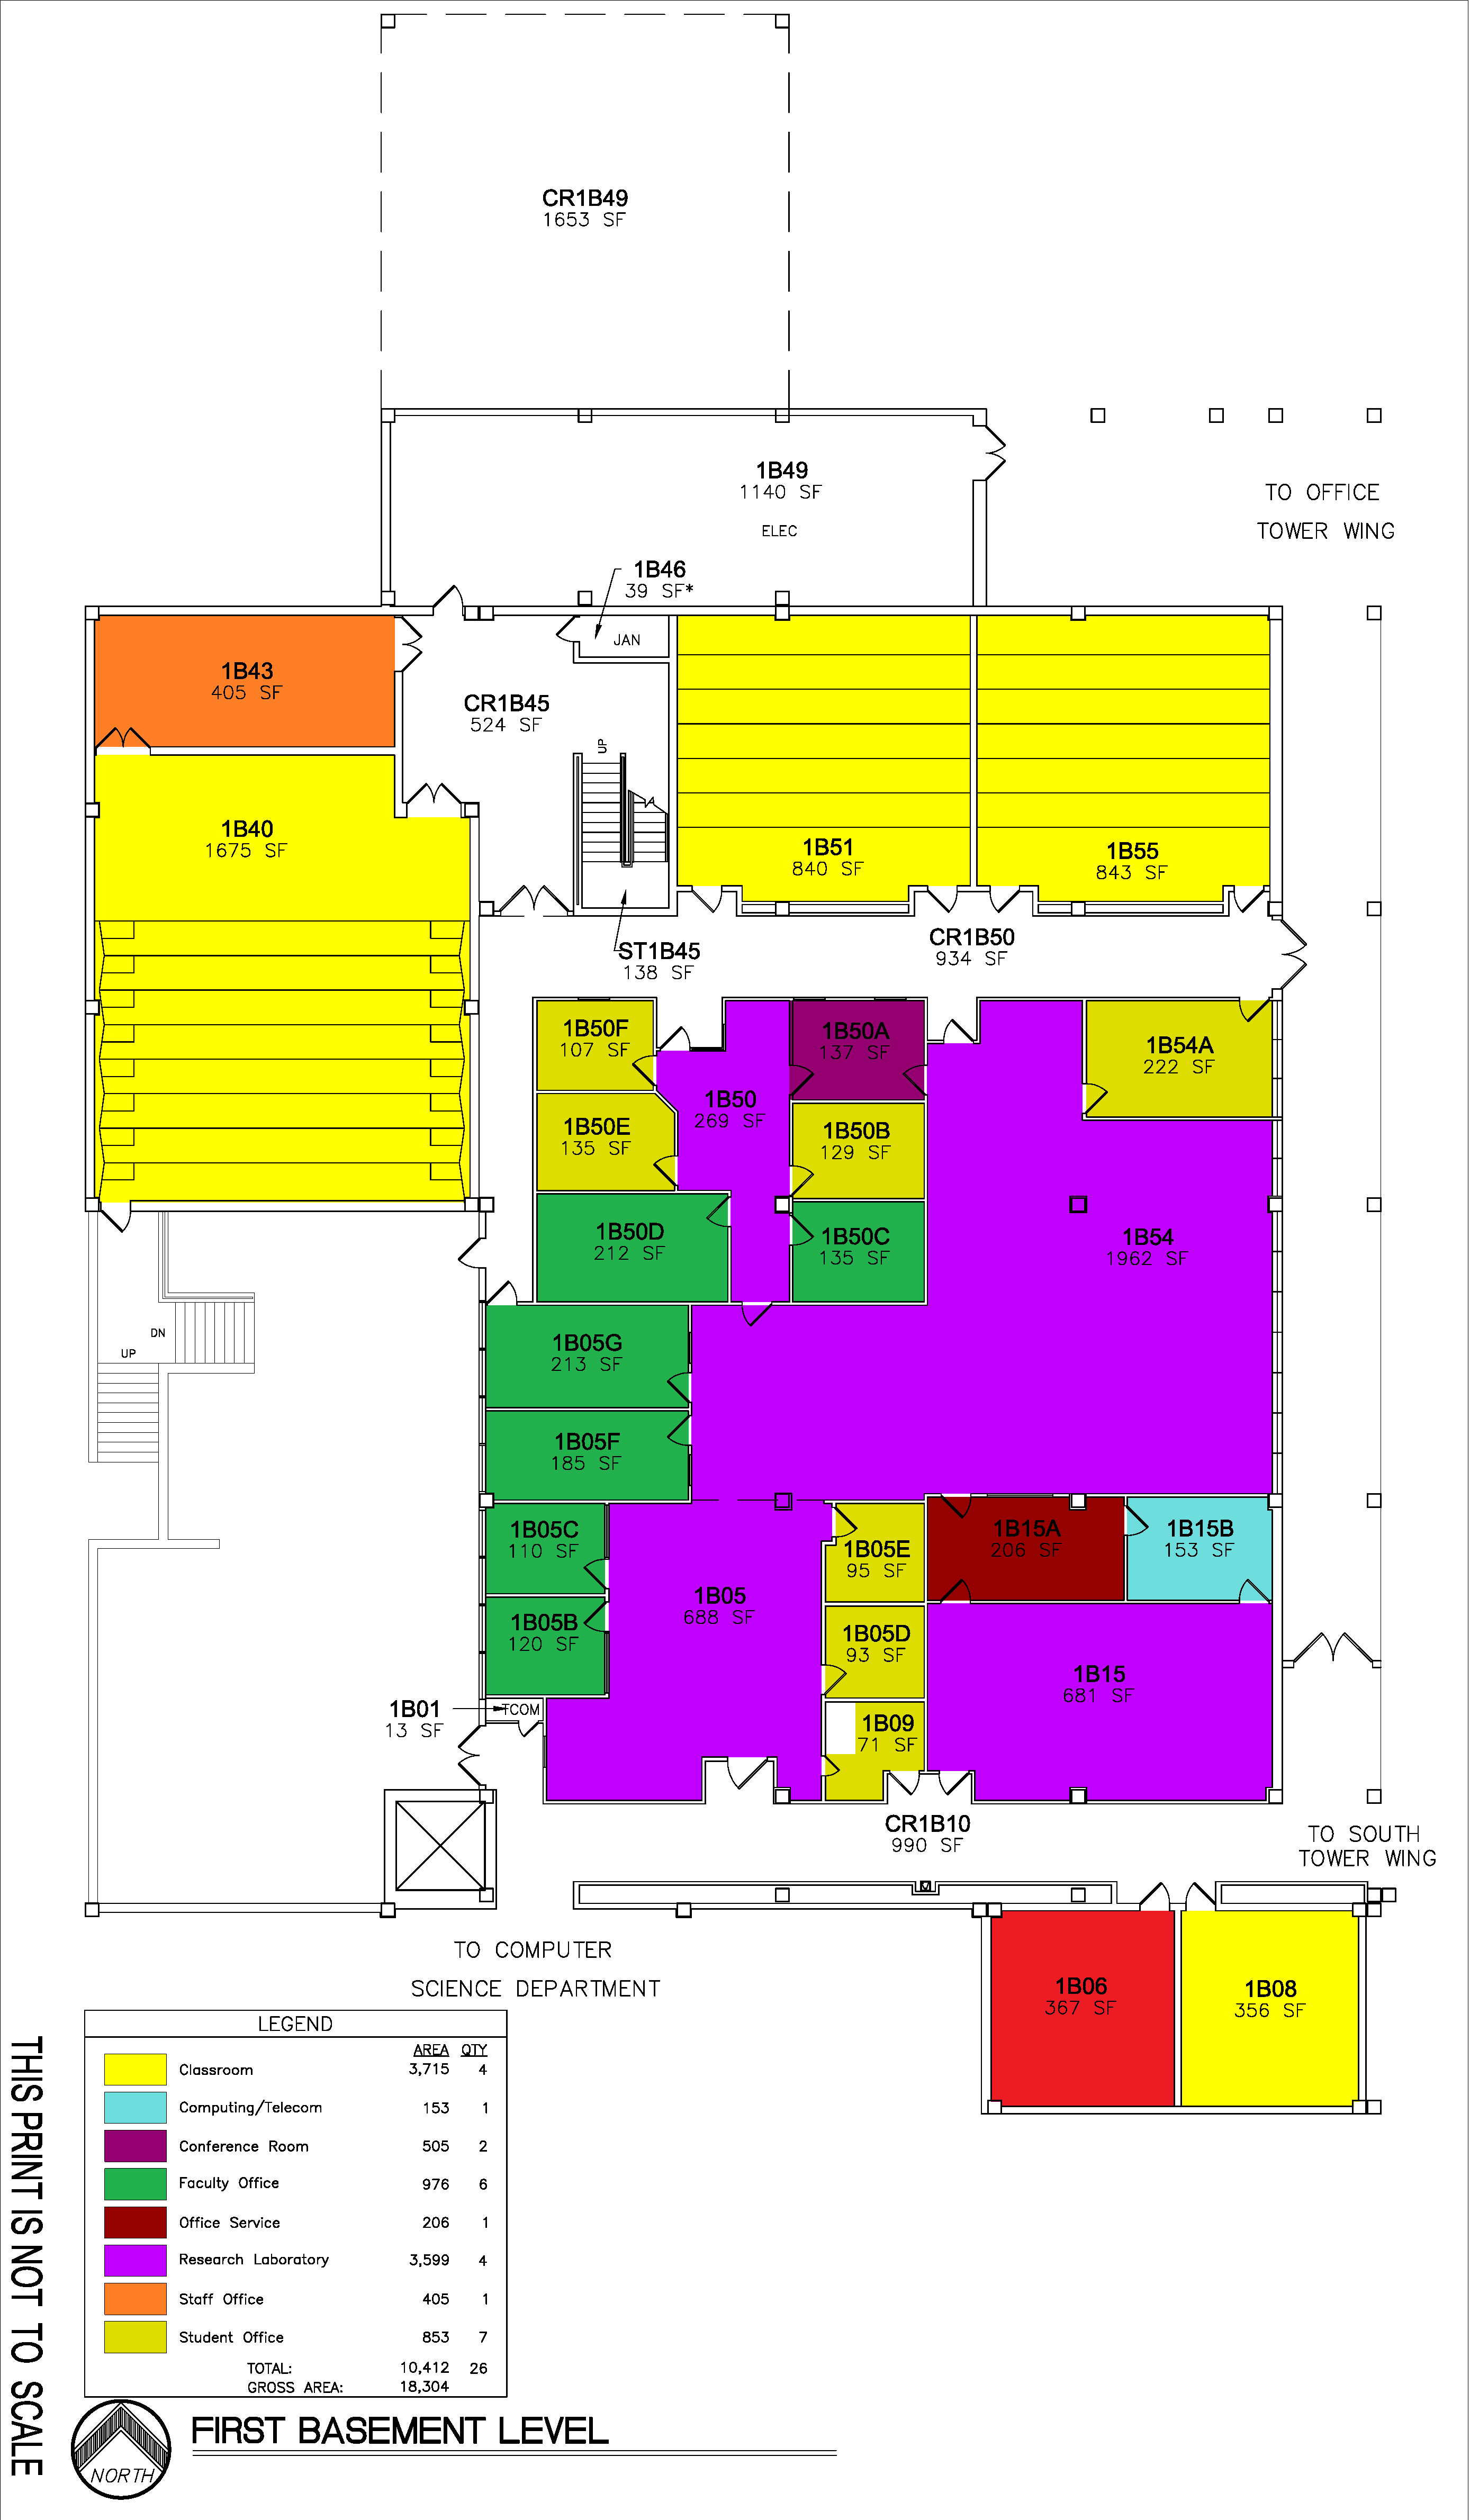 CR1B49
1653 SF
1B49
1140 SF
ELEC
TO OFFICE
TOWER WING
1B46
39 SF*
JAN
1B43
405 SF
CR1B45
524 SF
UP
1B40
1675 SF
1B51
840 SF
1B55
843 SF
ST1B45
138 SF
CR1B50
934 SF
1B50F
107 SF
1B50A
137 SF
1B54A
222 SF
1B50
269 SF
1B50E
135 SF
1B50B
129 SF
1B50D
212 SF
1B50C
135 SF
1B54
1962 SF
DN
UP
1B05G
213 SF
1B05F
185 SF
1B05C
110 SF
1B05E
95 SF
1B15A
206 SF
1B15B
153 SF
1B05
688 SF
1B05B
120 SF
1B05D
93 SF
1B15
681 SF
1B01
13 SF
TCOM
1B09
71 SF
CR1B10
990 SF
TO SOUTH
TOWER WING
TO COMPUTER
SCIENCE DEPARTMENT
1B06
367 SF
1B08
356 SF
LEGEND
AREA QTY
Classroom 3,715 4
Computing/Telecom 153 1
Conference Room 505 2
Faculty Office 976 6
Office Service 206 1
Research Laboratory 3,599 4
Staff Office 405 1
Student Office 853 7
TOTAL: 10,412 26
GROSS AREA: 18,304
THIS PRINT IS NOT TO SCALE
NORTH
FIRST BASEMENT LEVEL